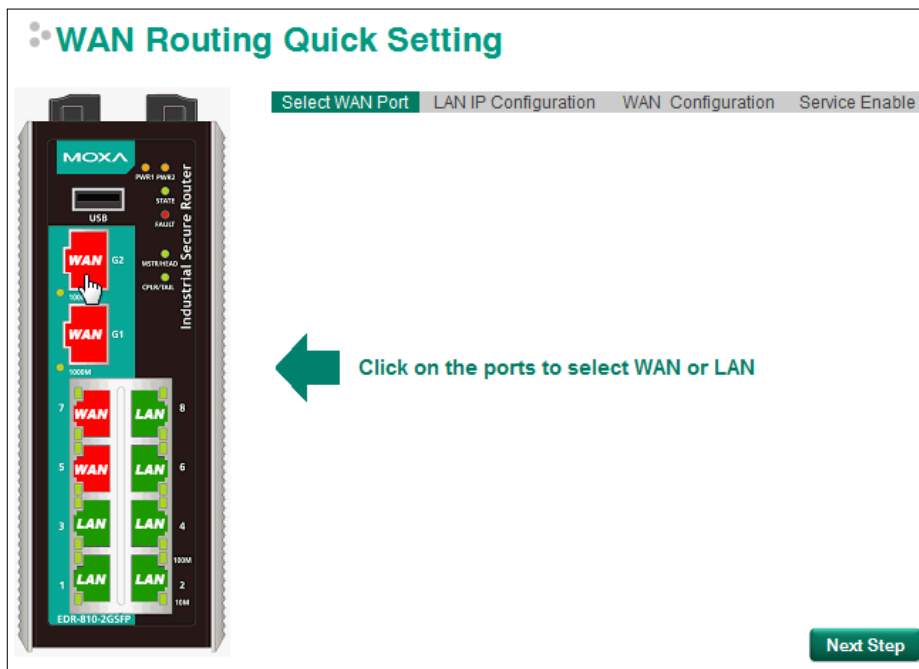 WAN Routing Quick Setting
Select WAN Port LAN IP Configuration WAN Configuration Service Enable
MOXA
PWR1 PWR2
STATE
FAULT
USB
Industrial Secure Router
WAN G2
MSTR/HEAD
CPLR/TAIL
WAN G1
1000M
Click on the ports to select WAN or LAN
7 WAN LAN 8
5 WAN LAN 6
3 LAN LAN 4
100M
1 LAN LAN 2
10M
EDR-810-2GSFP
Next Step